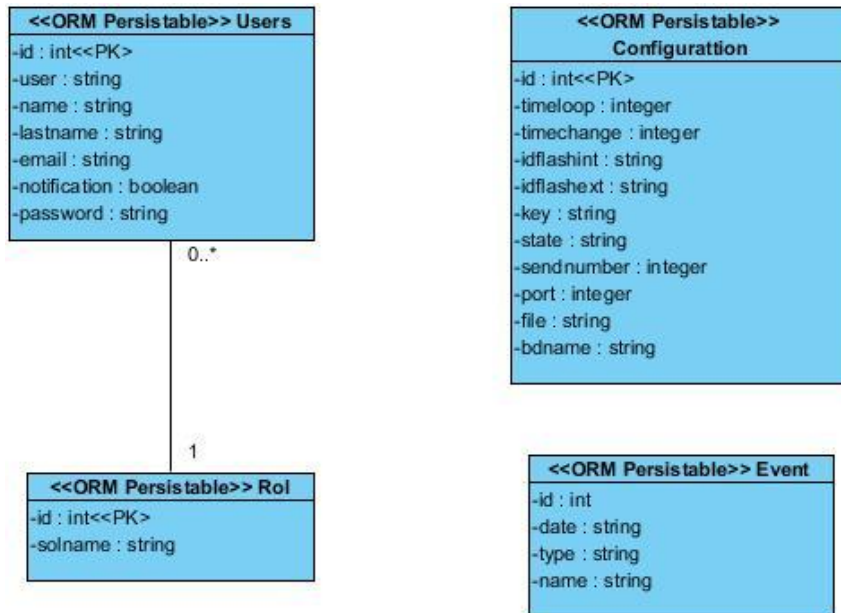 <<ORM Persistable>> Users
-id : int<<PK>
-user : string
-name : string
-lastname : string
-email : string
-notification : boolean
-password : string
0..*
1
<<ORM Persistable>> Rol
-id : int<<PK>
-solname : string
<<ORM Persistable>>
Configurattion
-id : int<<PK>
-timeloop : integer
-timechange : integer
-idflashint : string
-idflashext : string
-key : string
-state : string
-sendnumber : integer
-port : integer
-file : string
-bdname : string
<<ORM Persistable>> Event
-id : int
-date : string
-type : string
-name : string